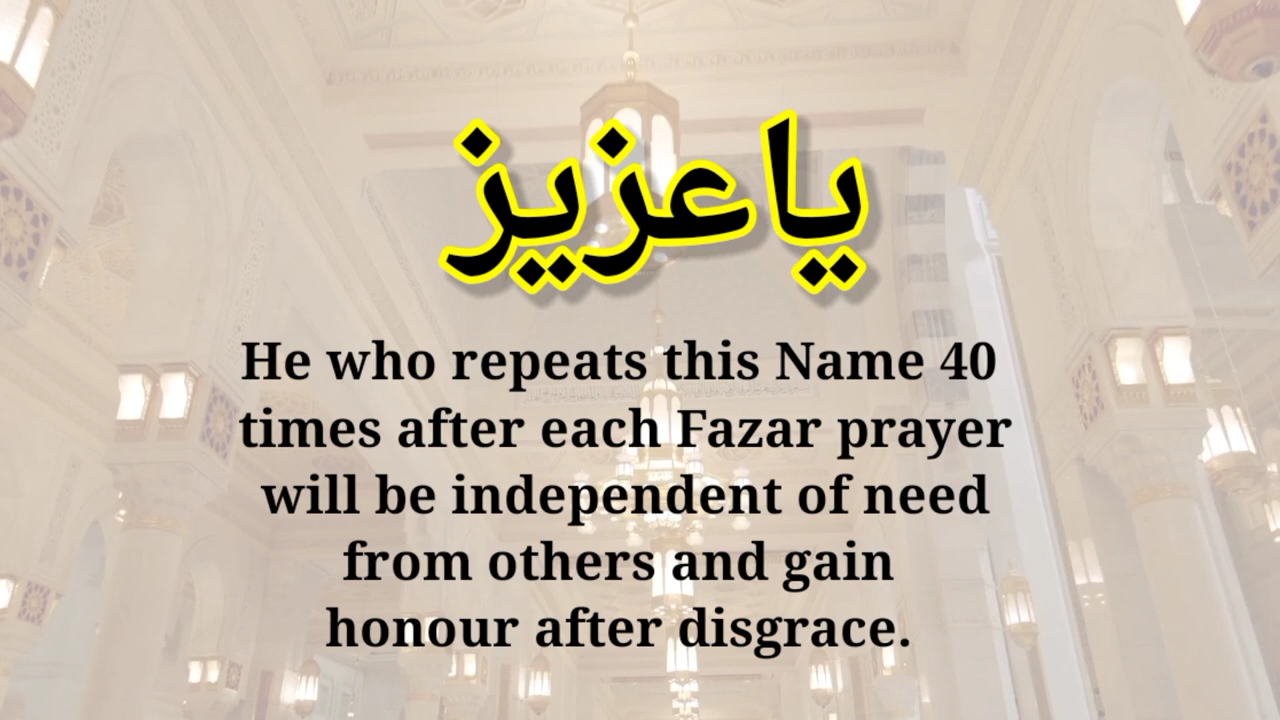 ياعزيز
He who repeats this Name 40
times after each Fazar prayer
will be independent of need
from others and gain
honour after disgrace.